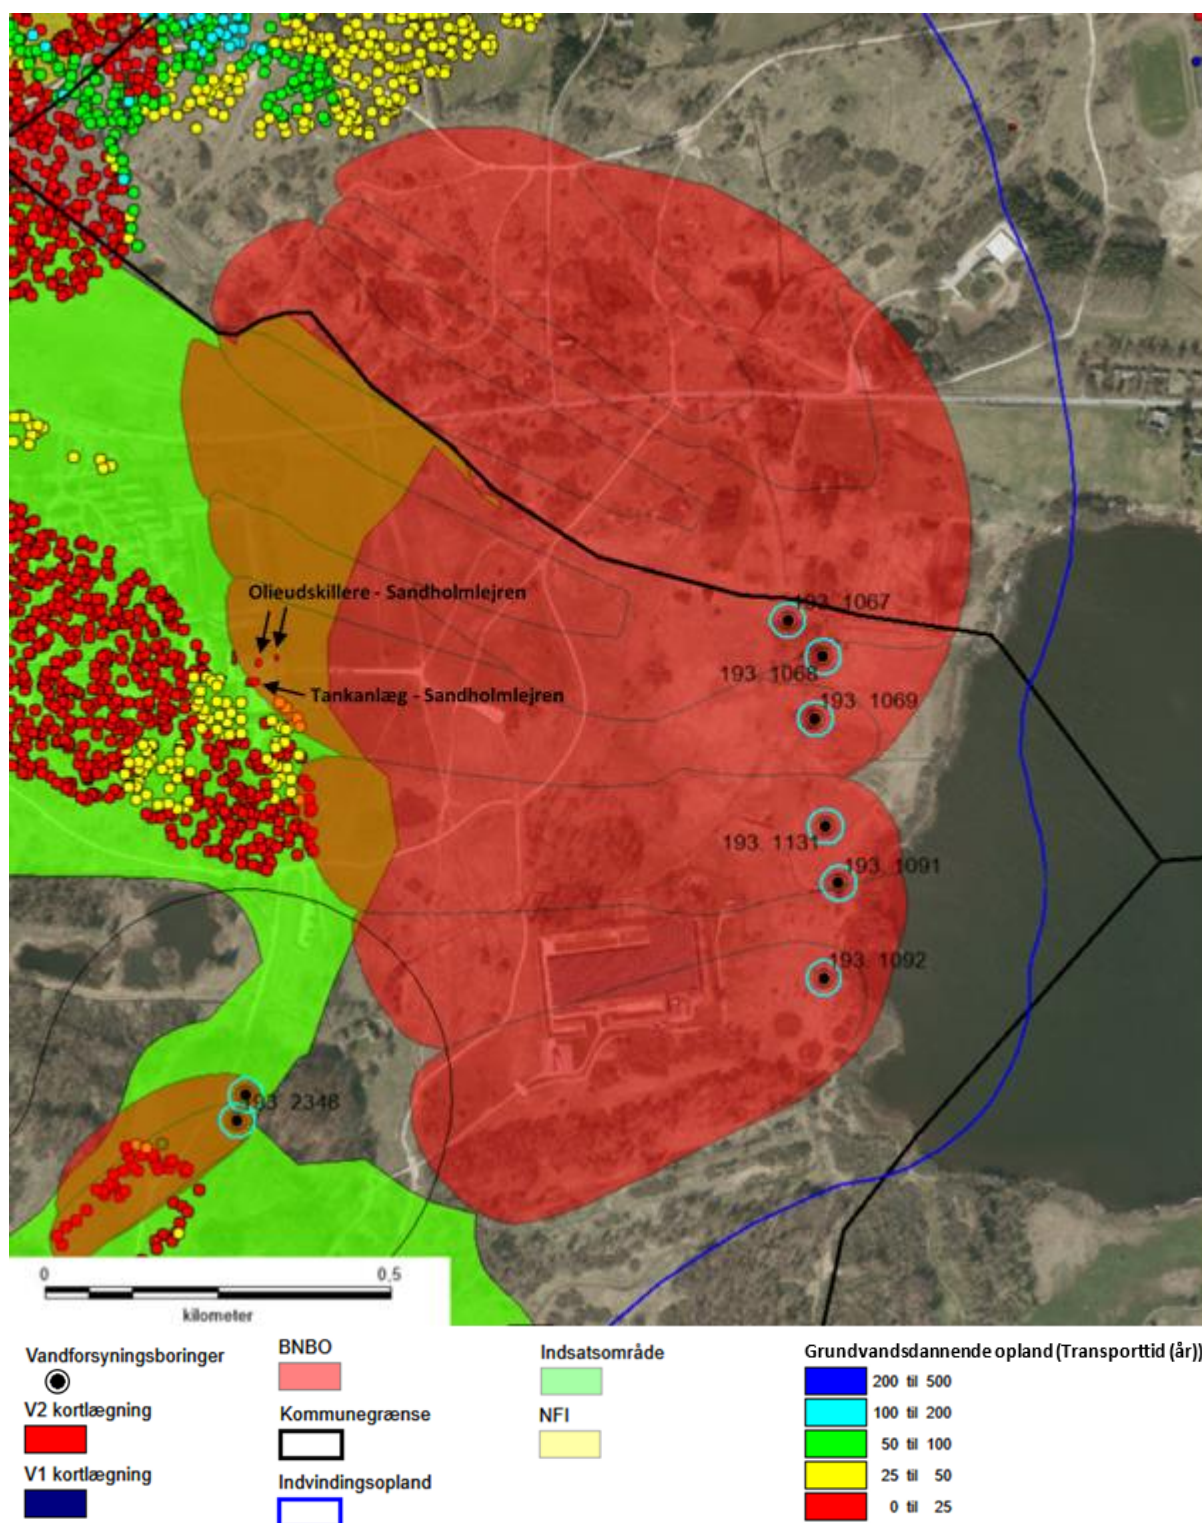 Olieudskillere - Sandholmlejren
193. 1067
193. 1068
Tankanlæg - Sandholmlejren
193. 1069
193. 1131
193. 1091
193. 1092
193. 2346
0 0,5
kilometer
Vandforsyningsboringer
V2 kortlægning
V1 kortlægning
BNBO
Kommunegrænse
Indvindingsopland
Indsatsområde
NFI
Grundvandsdannende opland (Transporttid (år))
200 til 500
100 til 200
50 til 100
25 til 50
0 til 25